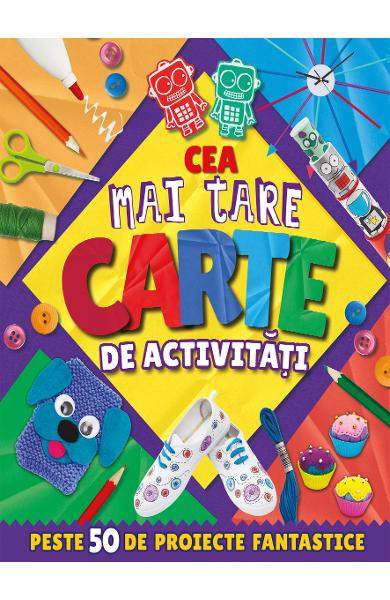 CEA
MAI TARE
CARTE
DE ACTIVITĂȚI
PESTE 50 DE PROIECTE FANTASTICE